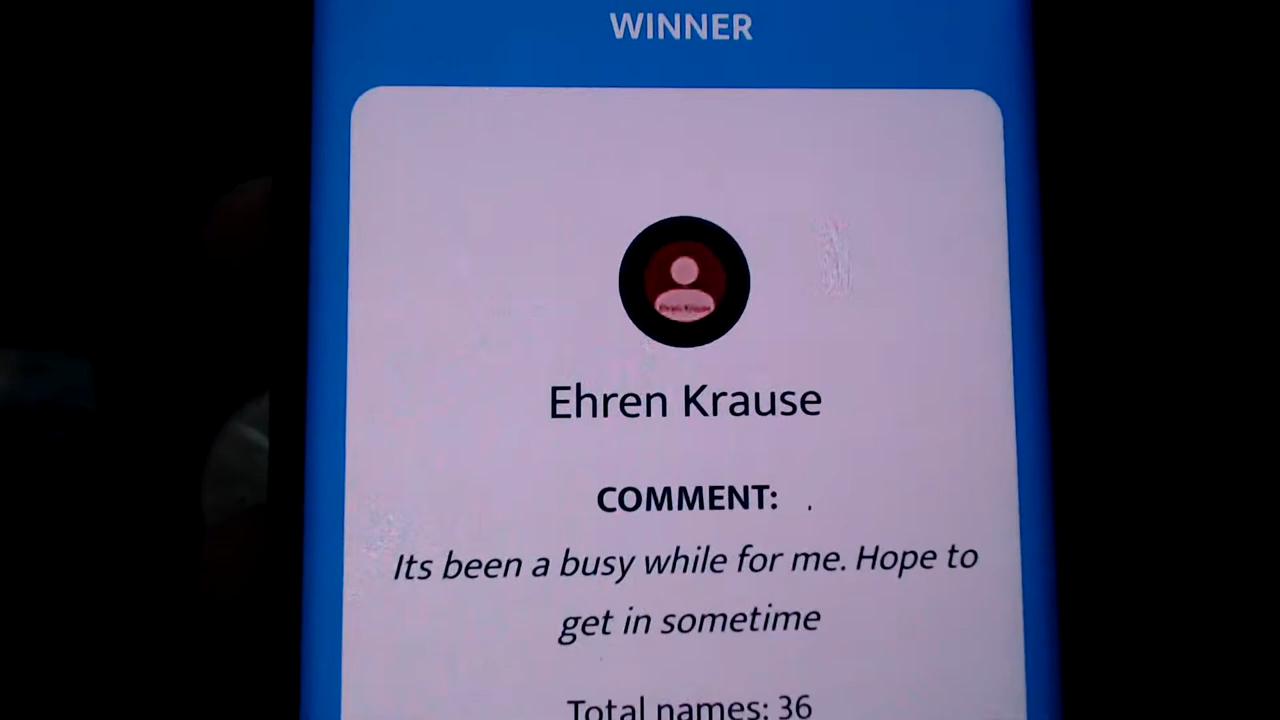 WINNER
Ehren Krause
COMMENT:
Its been a busy while for me. Hope to
get in sometime
Total names: 36